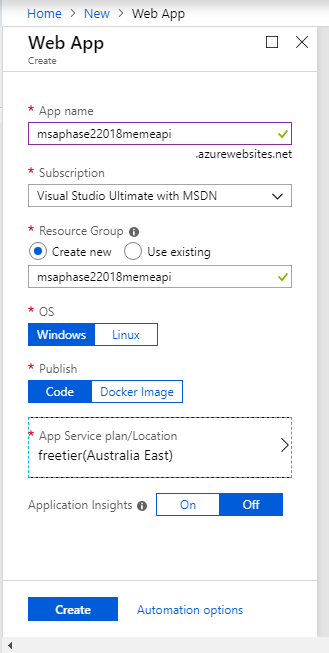 Home > New > Web App
Web App
Create
* App name
msaphase22018memeapi
.azurewebsites.net
* Subscription
Visual Studio Ultimate with MSDN
* Resource Group
Create new Use existing
msaphase22018memeapi
* OS
Windows Linux
* Publish
Code Docker Image
* App Service plan/Location
freetier(Australia East)
Application Insights On Off
Create Automation options